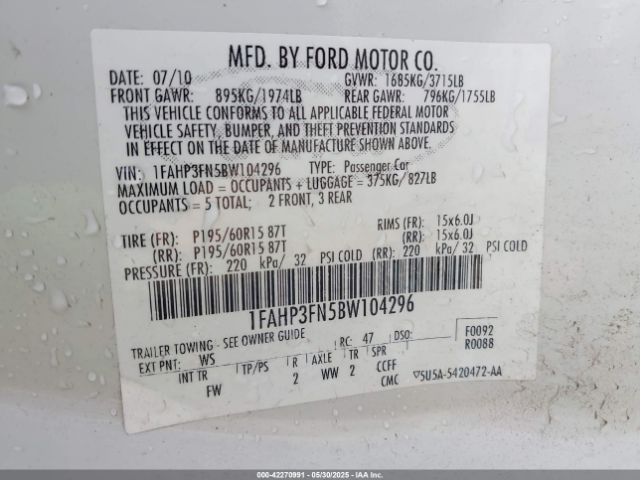 MFD. BY FORD MOTOR CO.
DATE: 07/10 GVWR: 1685KG/3715LB
FRONT GAWR: 895KG/1974LB REAR GAWR: 796KG/1755LB
THIS VEHICLE CONFORMS TO ALL APPLICABLE FEDERAL MOTOR
VEHICLE SAFETY, BUMPER, AND THEFT PREVENTION STANDARDS
IN EFFECT ON THE DATE OF MANUFACTURE SHOWN ABOVE.
VIN: 1FAHP3FN5BW104296 TYPE: Passenger Car
MAXIMUM LOAD = OCCUPANTS + LUGGAGE = 375KG/827LB
OCCUPANTS = 5 TOTAL; 2 FRONT, 3 REAR
TIRE (FR): P195/60R15 87T RIMS (FR): 15x6.0J
(RR): P195/60R15 87T (RR): 15x6.0J
PRESSURE (FR): 220 kPa/ 32 PSI COLD (RR): 220 kPa/ 32 PSI COLD
1FAHP3FN5BW104296
TRAILER TOWING - SEE OWNER GUIDE RC: 47 DSO: F0092
EXT PNT: WS R0088
INT TR TP/PS R AXLE TR SPR
FW 2 WW 2 CCFF
CMC ▽5U5A-5420472-AA
00-42270991 - 05/30/2025 - IAAI, INC.